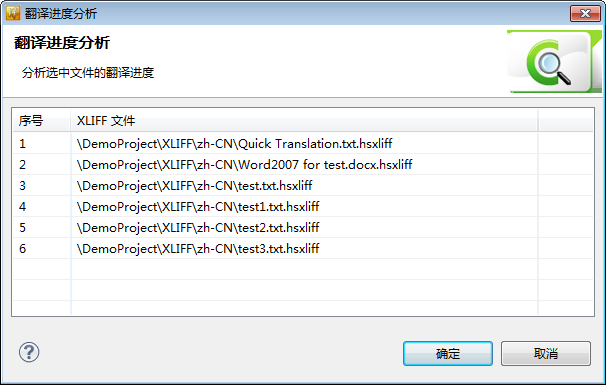 翻译进度分析
翻译进度分析
分析选中文件的翻译进度
序号 XLIFF 文件
1 \DemoProject\XLIFF\zh-CN\Quick Translation.txt.hsxliff
2 \DemoProject\XLIFF\zh-CN\Word2007 for test.docx.hsxliff
3 \DemoProject\XLIFF\zh-CN\test.txt.hsxliff
4 \DemoProject\XLIFF\zh-CN\test1.txt.hsxliff
5 \DemoProject\XLIFF\zh-CN\test2.txt.hsxliff
6 \DemoProject\XLIFF\zh-CN\test3.txt.hsxliff
? 确定 取消